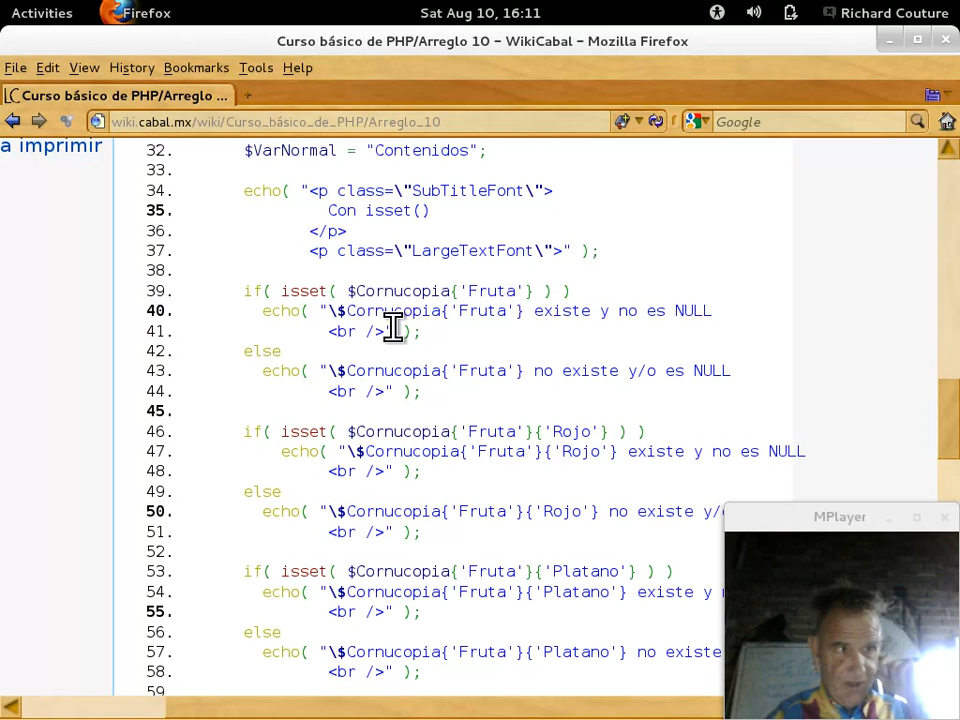 Activities
Firefox
Sat Aug 10, 16:11
Richard Couture
Curso básico de PHP/Arreglo 10 - WikiCabal - Mozilla Firefox
File Edit View History Bookmarks Tools Help
Curso básico de PHP/Arreglo ...
wiki.cabal.mx/wiki/Curso_básico_de_PHP/Arreglo_10
Google
a imprimir
32. $VarNormal = "Contenidos";
33.
34. echo( "<p class=\"SubTitleFont\">
35. Con isset()
36. </p>
37. <p class=\"LargeTextFont\">" );
38.
39. if( isset( $Cornucopia{'Fruta'} ) )
40. echo( "\$Cornucopia{'Fruta'} existe y no es NULL
41. <br />" );
42. else
43. echo( "\$Cornucopia{'Fruta'} no existe y/o es NULL
44. <br />" );
45.
46. if( isset( $Cornucopia{'Fruta'}{'Rojo'} ) )
47. echo( "\$Cornucopia{'Fruta'}{'Rojo'} existe y no es NULL
48. <br />" );
49. else
50. echo( "\$Cornucopia{'Fruta'}{'Rojo'} no existe y/
51. <br />" );
52.
53. if( isset( $Cornucopia{'Fruta'}{'Platano'} ) )
54. echo( "\$Cornucopia{'Fruta'}{'Platano'} existe y
55. <br />" );
56. else
57. echo( "\$Cornucopia{'Fruta'}{'Platano'} no existe
58. <br />" );
59
MPlayer